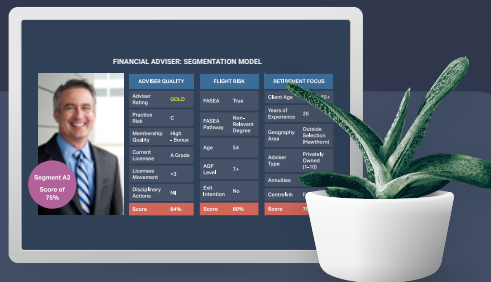 FINANCIAL ADVISER: SEGMENTATION MODEL
Segment A2
Score of
75%
ADVISER QUALITY
Adviser Rating GOLD
Practice Risk C
Membership Quality High - Bonus
Current Licensee A Grade
Licensee Movement <3
Disciplinary Actions Nil
Score 84%
FLIGHT RISK
FASEA True
FASEA Pathway Non-Relevant Degree
Age 54
AQF Level 7+
Exit Intention No
Score 80%
RETIREMENT FOCUS
Client Age
Years of Experience 26
Geography Area Outside Selection (Hawthorn)
Adviser Type Privately Owned (1-10)
Annuities
Centrelink
Score